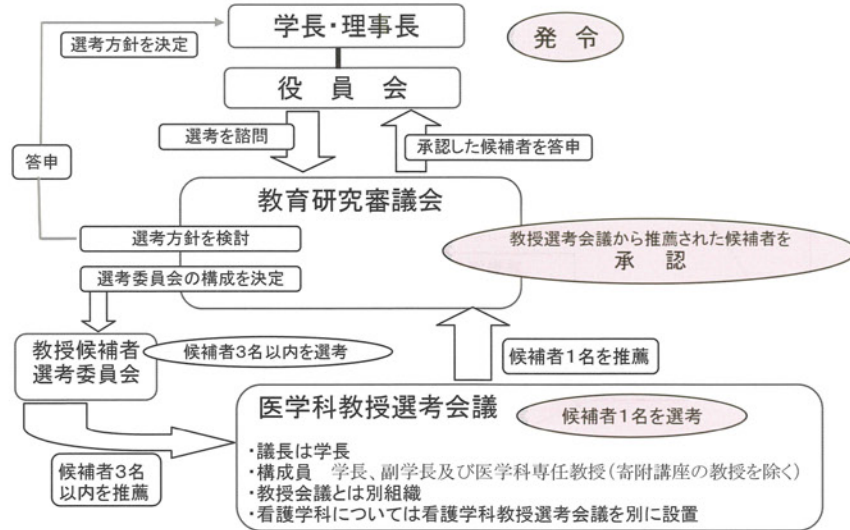 学長・理事長
発 令
選考方針を決定
役 員 会
選考を諮問
承認した候補者を答申
答申
教育研究審議会
選考方針を検討
教授選考会議から推薦された候補者を
承 認
選考委員会の構成を決定
教授候補者
選考委員会
候補者3名以内を選考
候補者1名を推薦
医学科教授選考会議
候補者1名を選考
候補者3名
以内を推薦
・議長は学長
・構成員 学長、副学長及び医学科専任教授(寄附講座の教授を除く)
・教授会議とは別組織
・看護学科については看護学科教授選考会議を別に設置